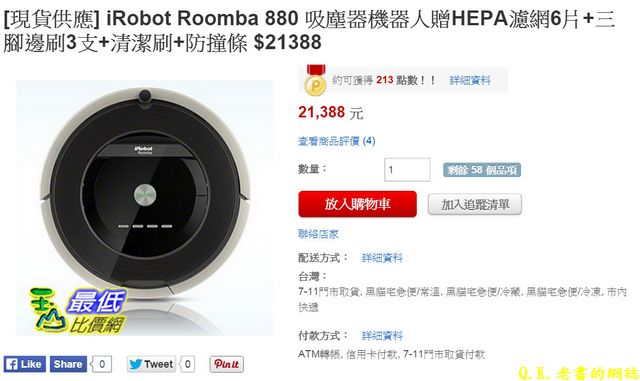 [現貨供應] iRobot Roomba 880 吸塵器機器人贈HEPA濾網6片+三
腳邊刷3支+清潔刷+防撞條 $21388
P
約可獲得 213 點數！！ 詳細資料
21,388 元
查看商品評價 (4)
數量： 1 剩餘 58 個品項
放入購物車 加入追蹤清單
聯絡店家
配送方式： 詳細資料
台灣：
7-11門市取貨, 黑貓宅急便/常溫, 黑貓宅急便/冷藏, 黑貓宅急便/冷凍, 市內
快遞
付款方式： 詳細資料
ATM轉帳, 信用卡付款, 7-11門市取貨付款
iRobot
Roomba
最低
比價網
Like Share 0 Tweet 0 Pin it
Q.K.老書的網誌